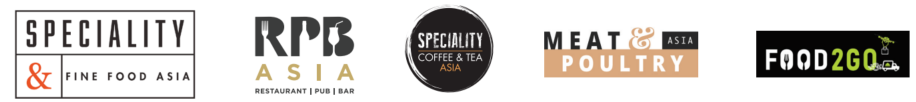 SPECIALITY
& FINE FOOD ASIA
RPB
ASIA
RESTAURANT | PUB | BAR
SPECIALITY
COFFEE & TEA
ASIA
MEAT & ASIA
POULTRY
FOOD2GO